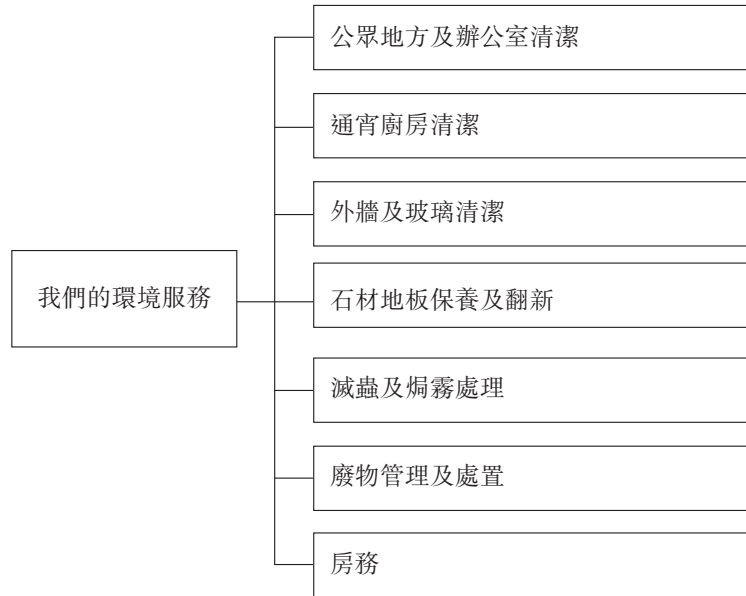 公眾地方及辦公室清潔
通宵廚房清潔
外牆及玻璃清潔
我們的環境服務
石材地板保養及翻新
滅蟲及焗霧處理
廢物管理及處置
房務